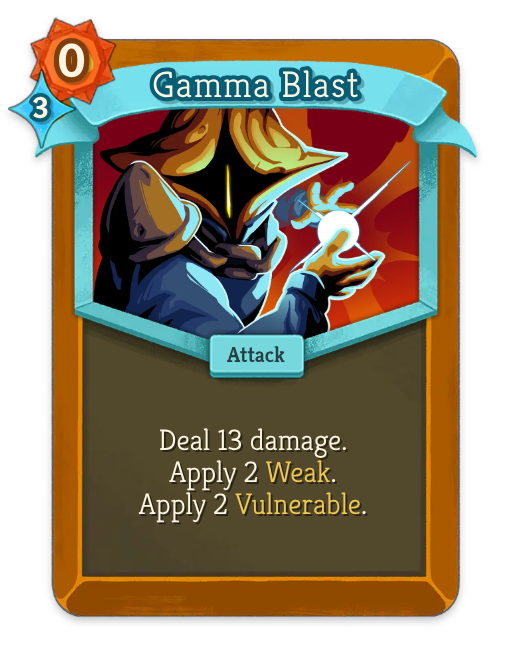 0
3
Gamma Blast
Attack
Deal 13 damage.
Apply 2 Weak.
Apply 2 Vulnerable.